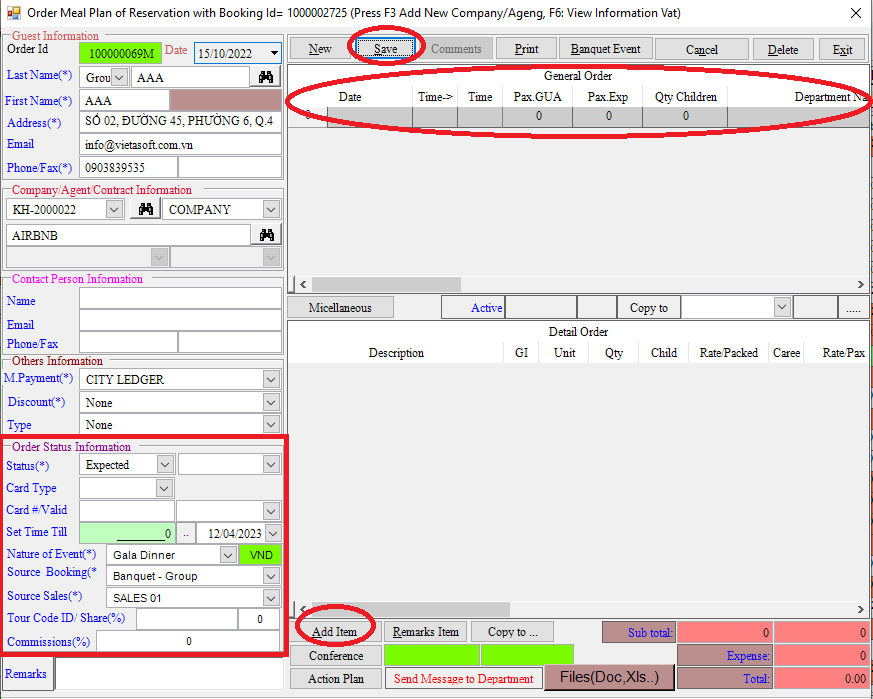 Order Meal Plan of Reservation with Booking Id= 1000002725 (Press F3 Add New Company/Ageng, F6: View Information Vat)
Guest Information
Order Id 100000069M Date 15/10/2022
Last Name(*) Grou AAA
First Name(*) AAA
Address(*) SỐ 02, ĐƯỜNG 45, PHƯỜNG 6, Q.4
Email info@vietasoft.com.vn
Phone/Fax(*) 0903839535
Company/Agent/Contract Information
KH-2000022 COMPANY
AIRBNB
Contact Person Information
Name
Email
Phone/Fax
Others Information
M.Payment(*) CITY LEDGER
Discount(*) None
Type None
Order Status Information
Status(*) Expected
Card Type
Card #/Valid
Set Time Till 0 .. 12/04/2023
Nature of Event(*) Gala Dinner VND
Source Booking(* Banquet - Group
Source Sales(*) SALES 01
Tour Code ID/ Share(%) 0
Commissions(%) 0
Remarks
New Save Comments Print Banquet Event Cancel Delete Exit
General Order
Date Time-> Time Pax.GUA Pax.Exp Qty Children Department Na
0 0 0
Micellaneous Active Copy to .....
Detail Order
Description GI Unit Qty Child Rate/Packed Caree Rate/Pax
Add Item Remarks Item Copy to ... Sub total: 0 0
Conference Expense: 0
Action Plan Send Message to Department Files(Doc,Xls..) Total: 0.00